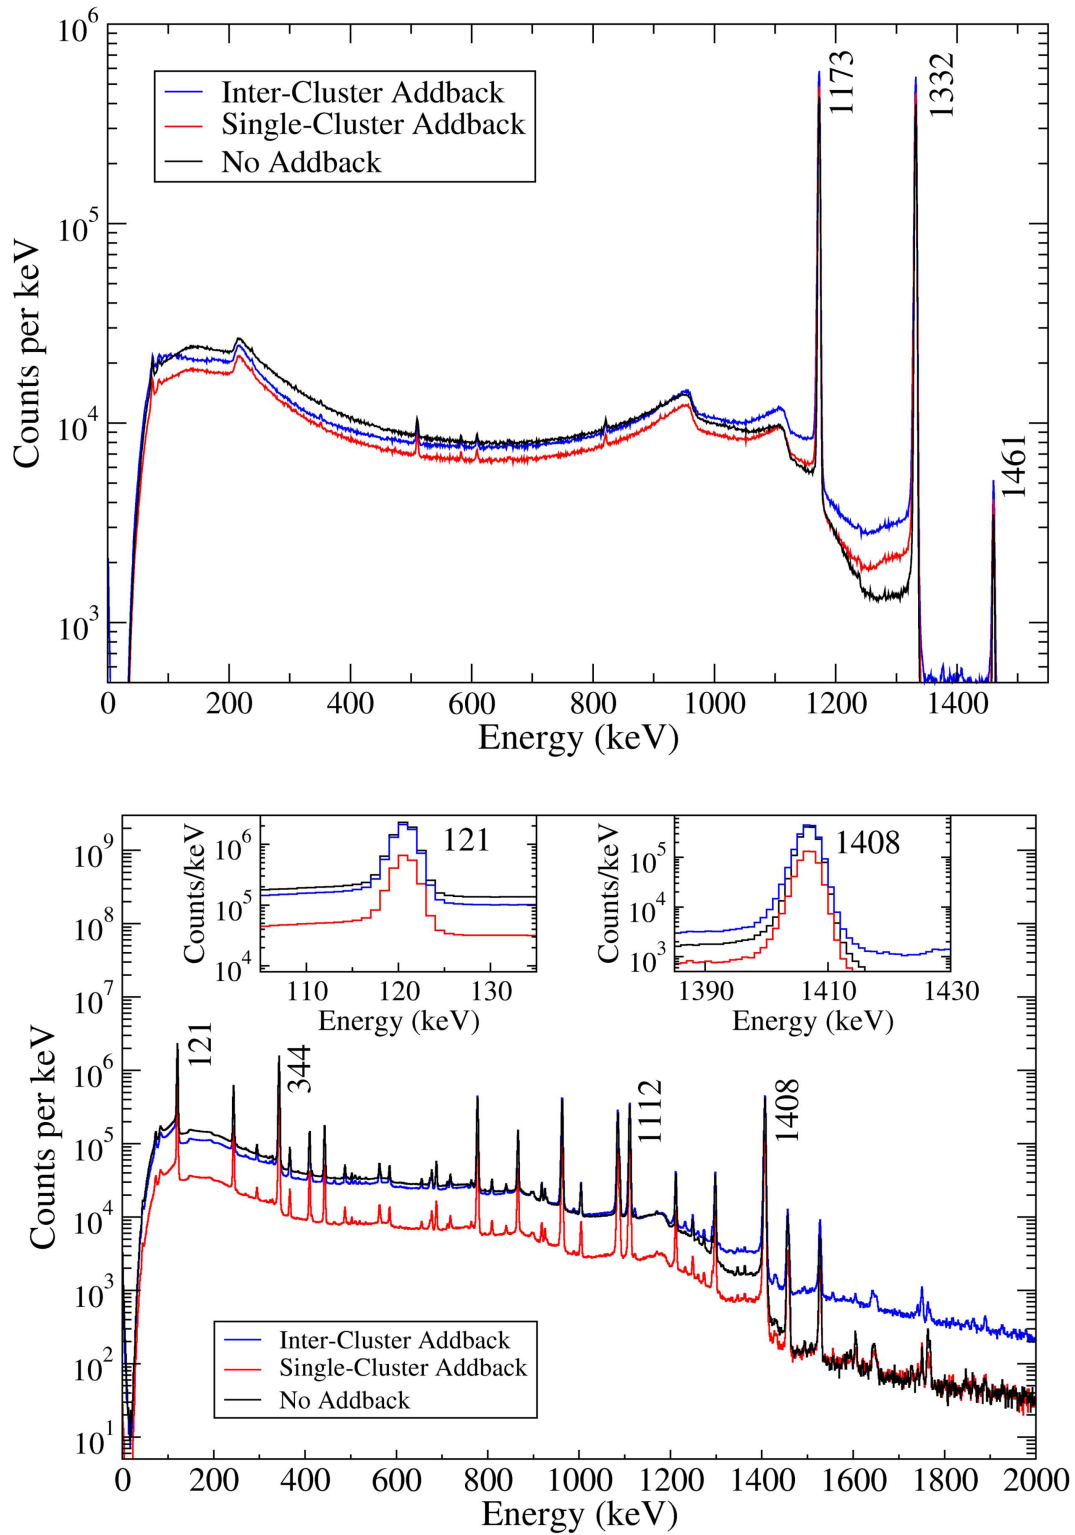 10^6
10^5
10^4
10^3
Counts per keV
Inter-Cluster Addback
Single-Cluster Addback
No Addback
1173
1332
1461
0 200 400 600 800 1000 1200 1400
Energy (keV)
10^9
10^8
10^7
10^6
10^5
10^4
10^3
10^2
10^1
Counts per keV
10^6
10^5
10^4
Counts/keV
121
110 120 130
Energy (keV)
10^5
10^4
10^3
Counts/keV
1408
1390 1410 1430
Energy (keV)
121
344
1112
1408
Inter-Cluster Addback
Single-Cluster Addback
No Addback
0 200 400 600 800 1000 1200 1400 1600 1800 2000
Energy (keV)